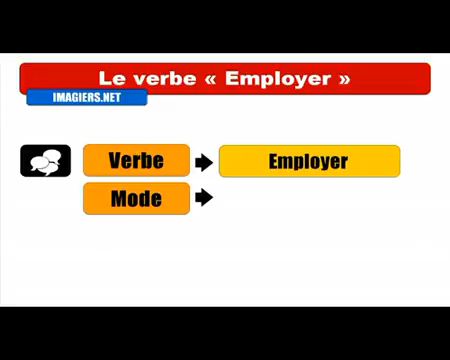 Le verbe « Employer »
IMAGIERS.NET
Verbe Employer
Mode